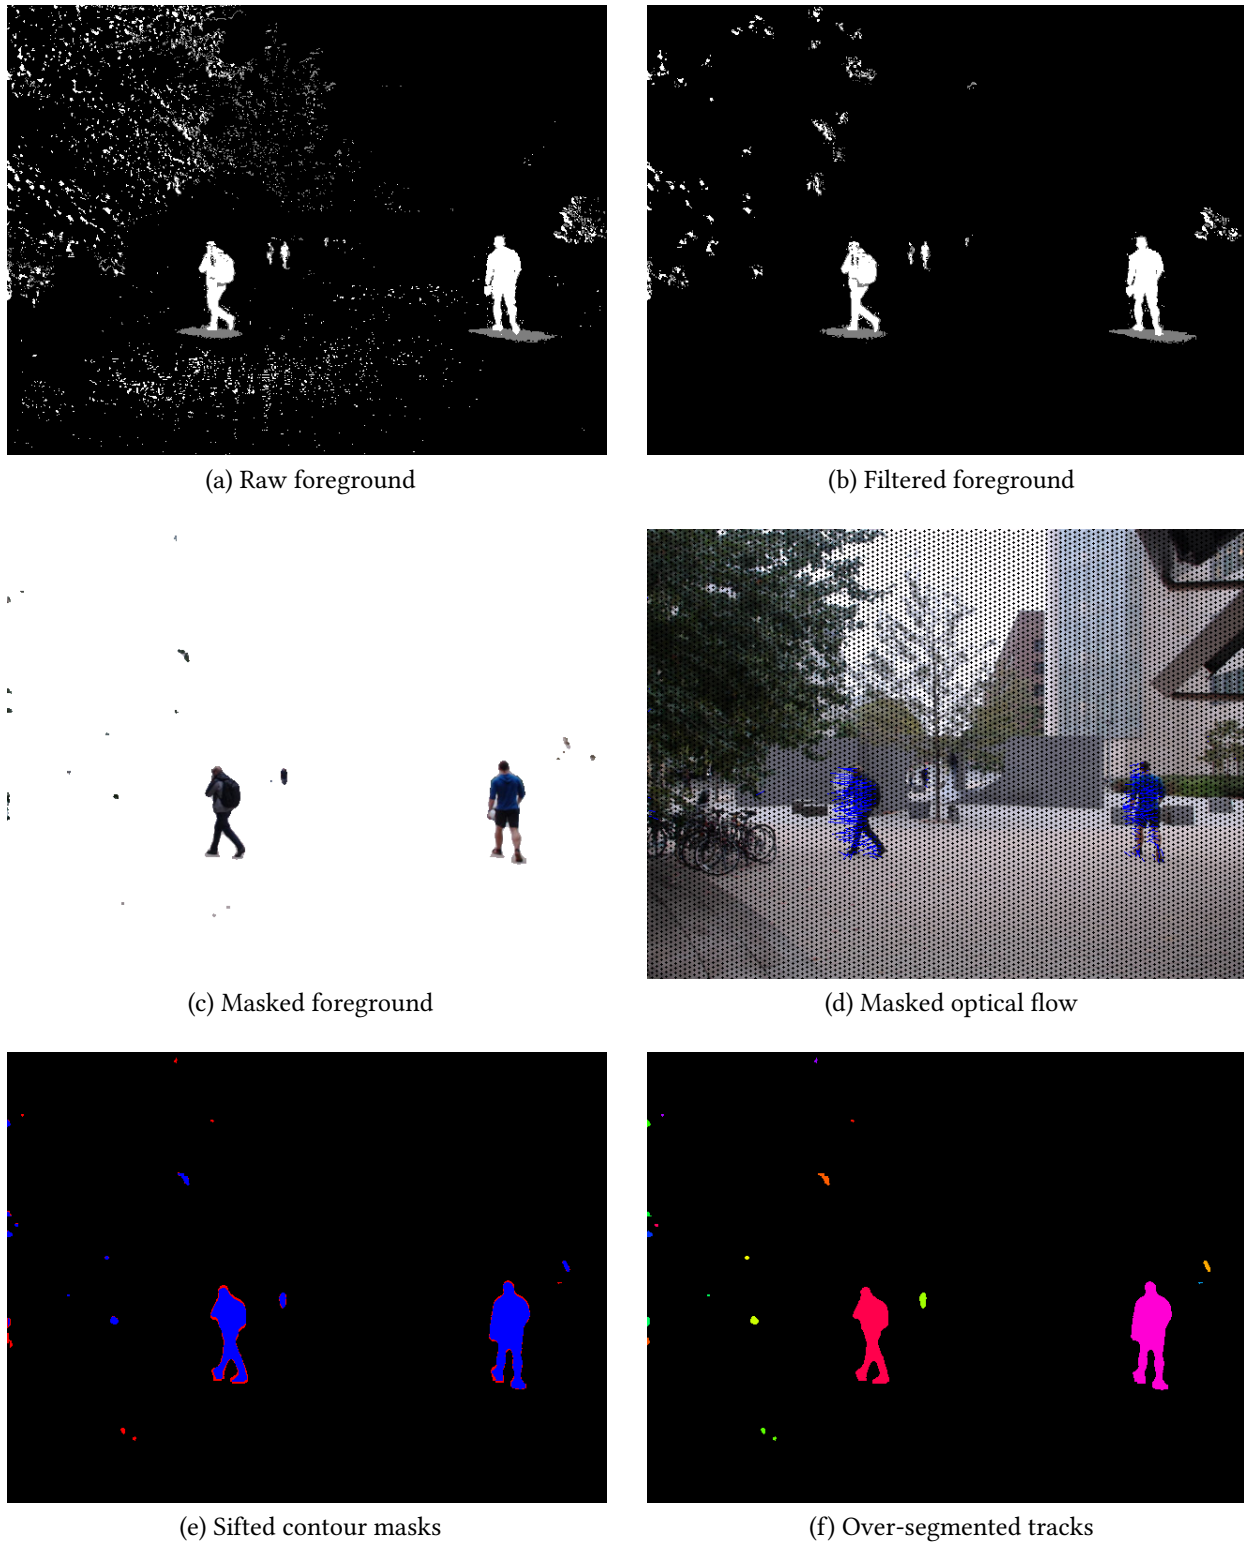 (a) Raw foreground
(b) Filtered foreground
(c) Masked foreground
(d) Masked optical flow
(e) Sifted contour masks
(f) Over-segmented tracks